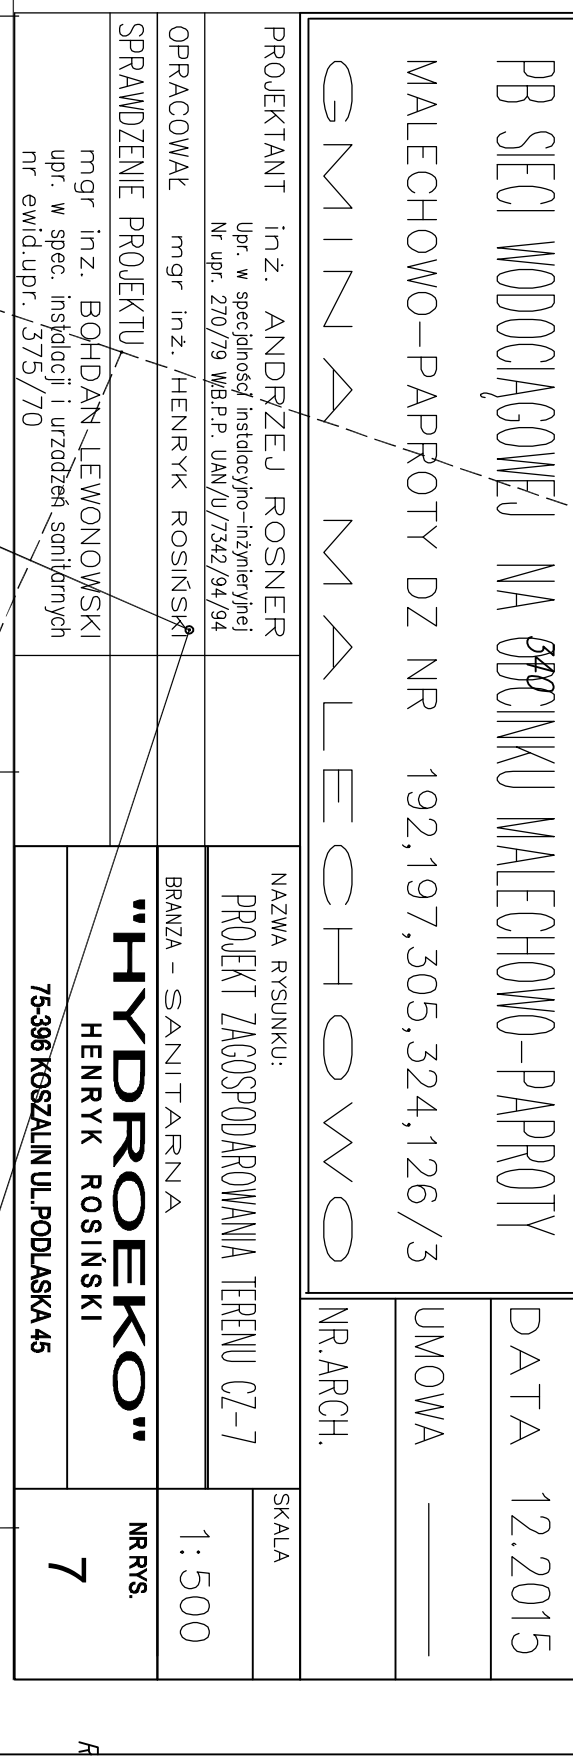 PB SIECI WODOCIĄGOWEJ NA ODCINKU MALECHOWO-PAPROTY
340
MALECHOWO-PAPROTY DZ NR 192,197,305,324,126/3
GMINA MALECHOWO
DATA 12.2015
UMOWA
NR.ARCH.
PROJEKTANT inż. ANDRZEJ ROSNER
Upr. w specjalności instalacyjno-inżynieryjnej
Nr upr. 270/79 W.B.P.P. UAN/U/7342/94/94
OPRACOWAŁ mgr inż. HENRYK ROSIŃSKI
SPRAWDZENIE PROJEKTU
mgr inz. BOHDAN LEWONOWSKI
upr. w spec. instalacji i urzadzeń sanitarnych
nr ewid.upr. 375/70
NAZWA RYSUNKU:
PROJEKT ZAGOSPODAROWANIA TERENU CZ-7
BRANZA - SANITARNA
"HYDROEKO"
HENRYK ROSIŃSKI
75-396 KOSZALIN UL.PODLASKA 45
SKALA
1:500
NR RYS.
7